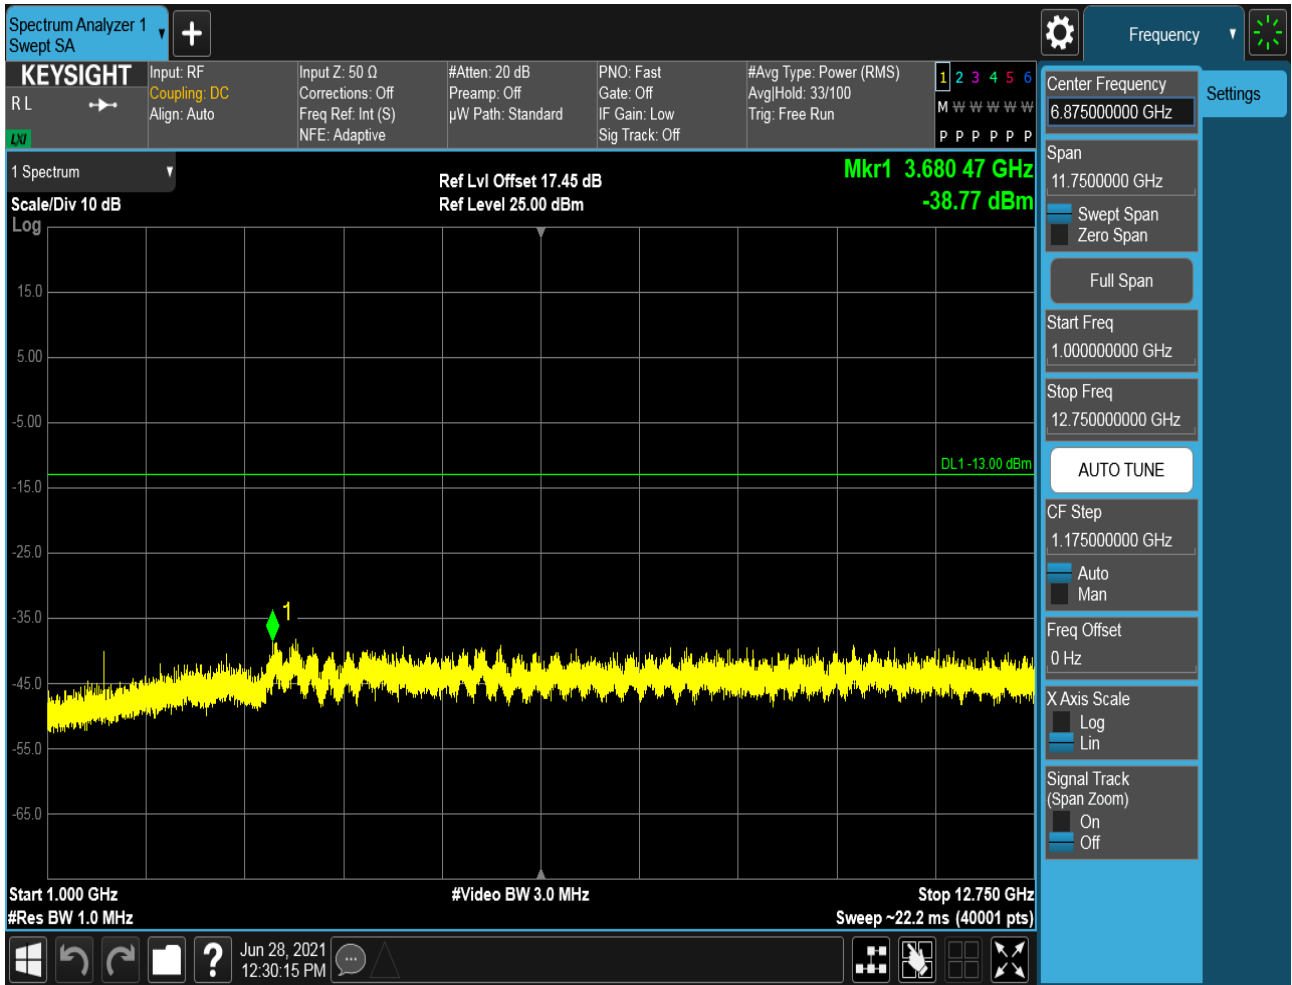 Spectrum Analyzer 1
Swept SA
Frequency
KEYSIGHT
R L
LXI
Input: RF
Coupling: DC
Align: Auto
Input Z: 50 Ω
Corrections: Off
Freq Ref: Int (S)
NFE: Adaptive
#Atten: 20 dB
Preamp: Off
µW Path: Standard
PNO: Fast
Gate: Off
IF Gain: Low
Sig Track: Off
#Avg Type: Power (RMS)
Avg|Hold: 33/100
Trig: Free Run
1 2 3 4 5 6
M W W W W W
P P P P P P
1 Spectrum
Scale/Div 10 dB
Log
Ref Lvl Offset 17.45 dB
Ref Level 25.00 dBm
Mkr1 3.680 47 GHz
-38.77 dBm
15.0
5.00
-5.00
-15.0
-25.0
-35.0
-45.0
-55.0
-65.0
DL1 -13.00 dBm
1
Start 1.000 GHz
#Res BW 1.0 MHz
#Video BW 3.0 MHz
Stop 12.750 GHz
Sweep ~22.2 ms (40001 pts)
Center Frequency
6.875000000 GHz
Settings
Span
11.7500000 GHz
Swept Span
Zero Span
Full Span
Start Freq
1.000000000 GHz
Stop Freq
12.750000000 GHz
AUTO TUNE
CF Step
1.175000000 GHz
Auto
Man
Freq Offset
0 Hz
X Axis Scale
Log
Lin
Signal Track
(Span Zoom)
On
Off
?
Jun 28, 2021
12:30:15 PM